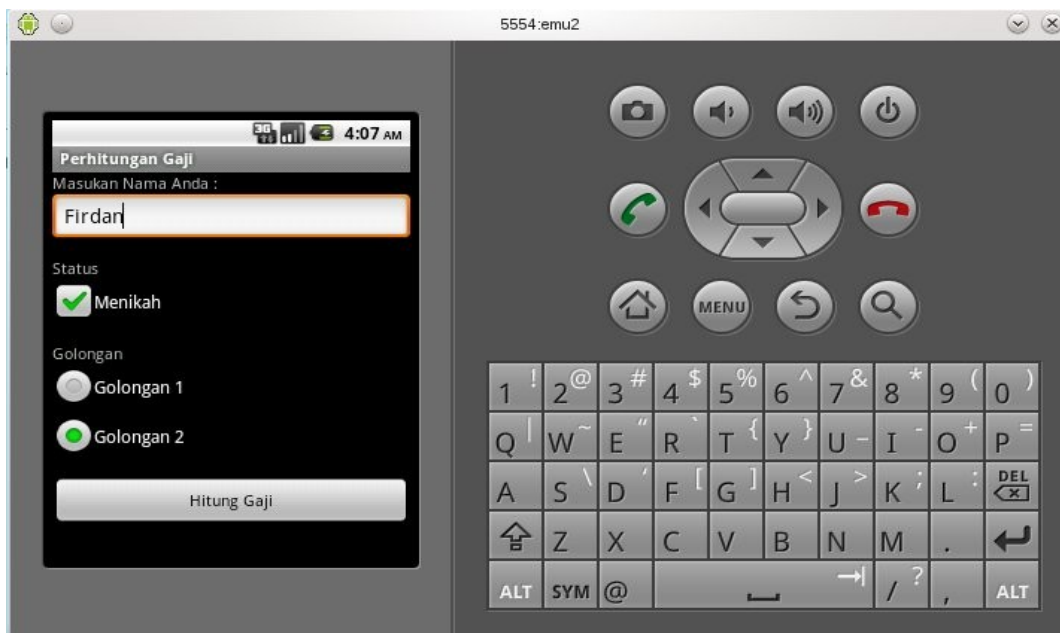 5554:emu2
3G 4:07 AM
Perhitungan Gaji
Masukan Nama Anda :
Firdan
Status
Menikah
Golongan
Golongan 1
Golongan 2
Hitung Gaji
MENU
1 ! 2 @ 3 # 4 $ 5 % 6 ^ 7 & 8 * 9 ( 0 )
Q | W ~ E " R ` T { Y } U _ I - O + P =
A S \ D ' F [ G ] H < J > K ; L : DEL
Z X C V B N M .
ALT SYM @ / ? , ALT